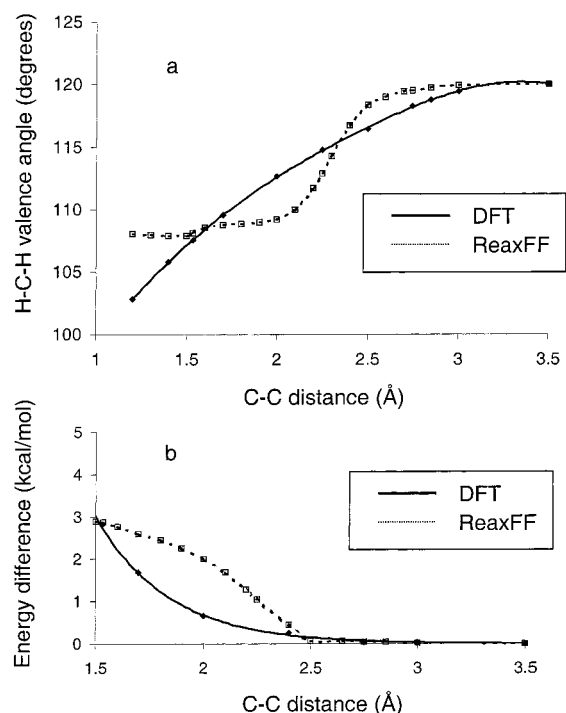 a
H-C-H valence angle (degrees)
125
120
115
110
105
100
DFT
ReaxFF
1
1.5
2
2.5
3
3.5
C-C distance (Å)
b
Energy difference (kcal/mol)
5
4
3
2
1
0
DFT
ReaxFF
1.5
2
2.5
3
3.5
C-C distance (Å)